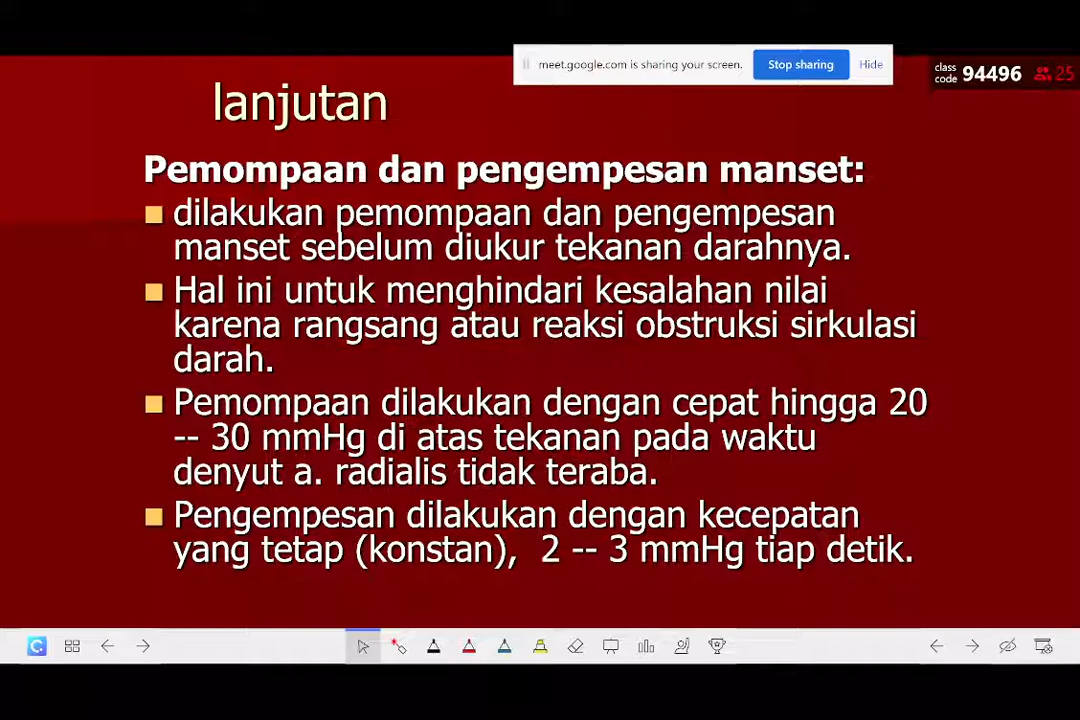 meet.google.com is sharing your screen.
Stop sharing
Hide
class
code
94496
25
lanjutan
Pemompaan dan pengempesan manset:
dilakukan pemompaan dan pengempesan
manset sebelum diukur tekanan darahnya.
Hal ini untuk menghindari kesalahan nilai
karena rangsang atau reaksi obstruksi sirkulasi
darah.
Pemompaan dilakukan dengan cepat hingga 20
-- 30 mmHg di atas tekanan pada waktu
denyut a. radialis tidak teraba.
Pengempesan dilakukan dengan kecepatan
yang tetap (konstan), 2 -- 3 mmHg tiap detik.